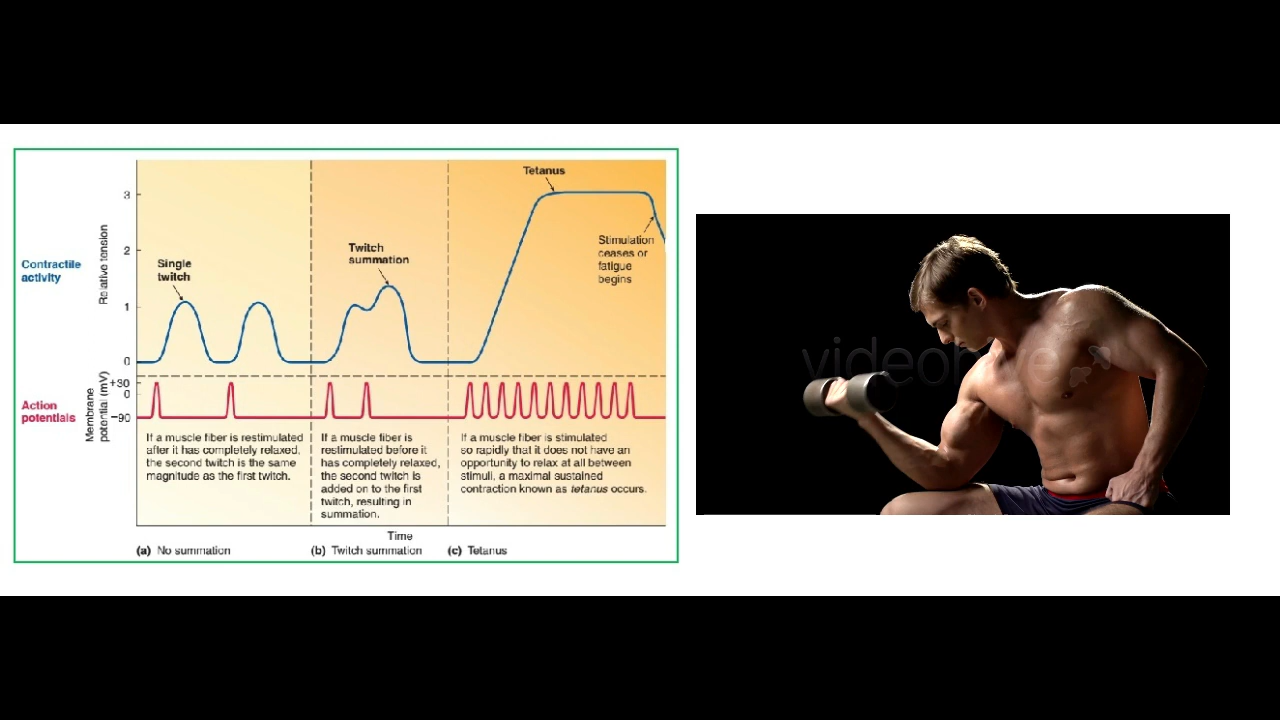 Tetanus
3
Stimulation
ceases or
fatigue
begins
Twitch
summation
2
Single
twitch
Contractile
activity
Relative tension
1
0
+30
0
−90
Membrane
potential (mV)
Action
potentials
If a muscle fiber is restimulated
after it has completely relaxed,
the second twitch is the same
magnitude as the first twitch.
If a muscle fiber is
restimulated before it
has completely relaxed,
the second twitch is
added on to the first
twitch, resulting in
summation.
If a muscle fiber is stimulated
so rapidly that it does not have an
opportunity to relax at all between
stimuli, a maximal sustained
contraction known as tetanus occurs.
Time
(a) No summation
(b) Twitch summation
(c) Tetanus
videohive